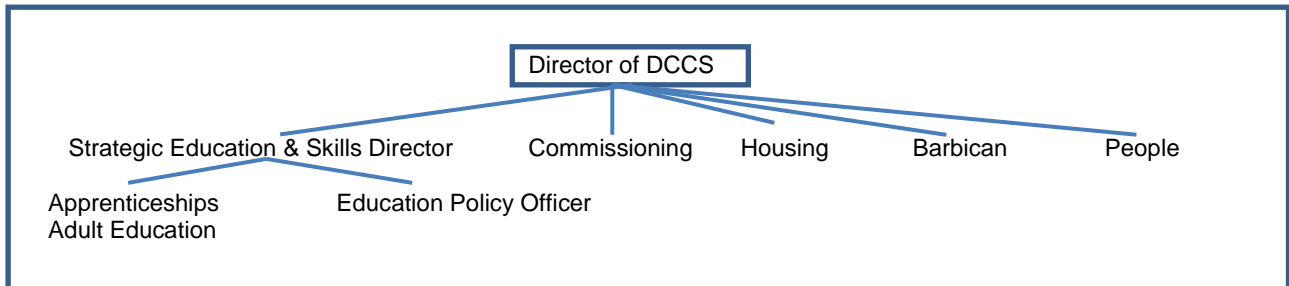 Director of DCCS
Strategic Education & Skills Director Commissioning Housing Barbican People
Apprenticeships Education Policy Officer
Adult Education